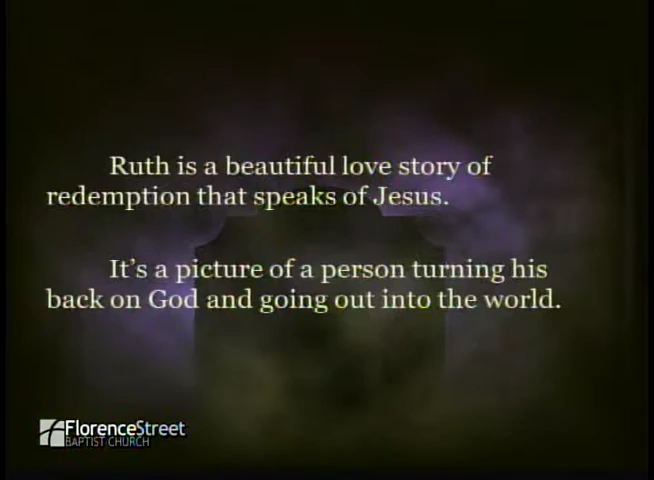 Ruth is a beautiful love story of
redemption that speaks of Jesus.
It's a picture of a person turning his
back on God and going out into the world.
FlorenceStreet
BAPTIST CHURCH